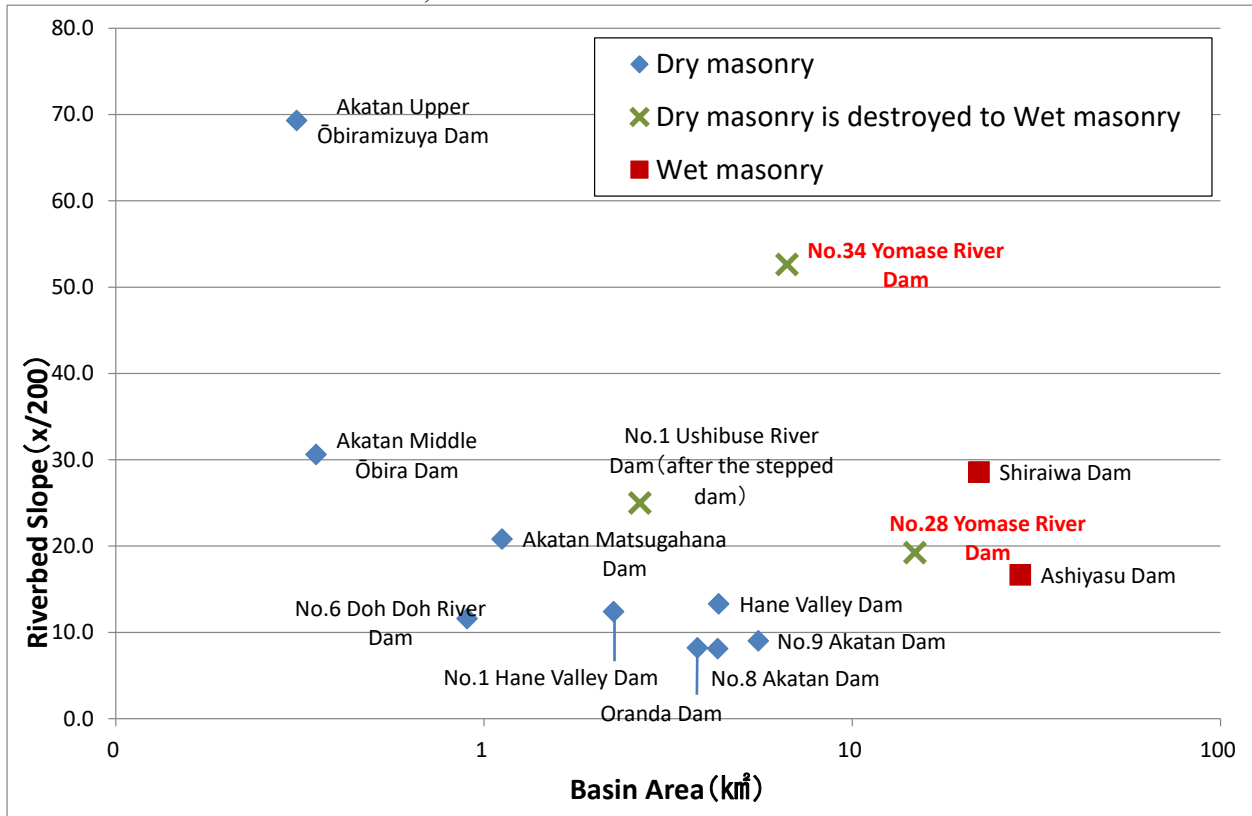 80.0
70.0
60.0
50.0
40.0
30.0
20.0
10.0
0.0
Riverbed Slope(x/200)
Dry masonry
Dry masonry is destroyed to Wet masonry
Wet masonry
Akatan Upper
Ōbiramizuya Dam
No.34 Yomase River
Dam
Akatan Middle
Ōbira Dam
No.1 Ushibuse River
Dam(after the stepped
dam)
Shiraiwa Dam
No.28 Yomase River
Dam
Akatan Matsugahana
Dam
Ashiyasu Dam
No.6 Doh Doh River
Dam
Hane Valley Dam
No.9 Akatan Dam
No.1 Hane Valley Dam
No.8 Akatan Dam
Oranda Dam
0
1
10
100
Basin Area(k㎡)